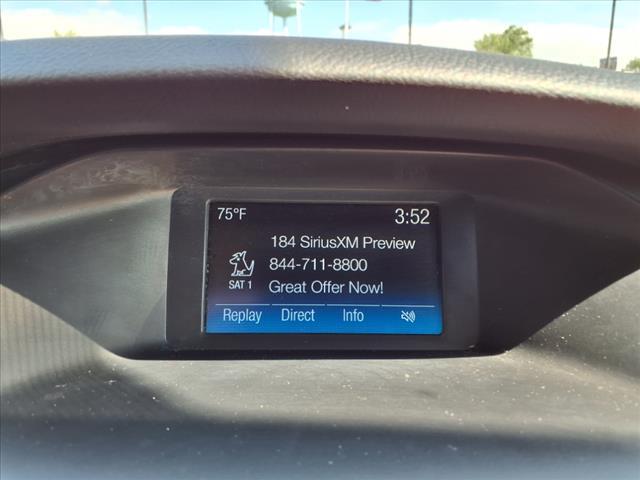 75°F 3:52
184 SiriusXM Preview
844-711-8800
SAT 1 Great Offer Now!
Replay Direct Info